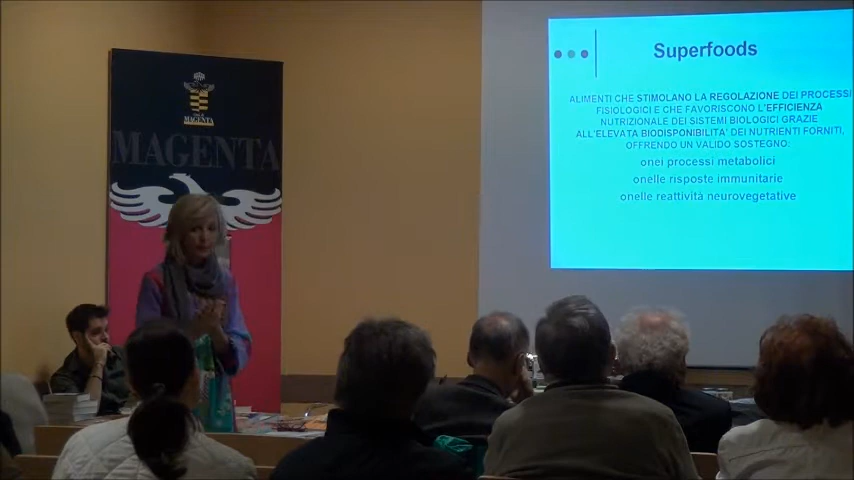 MAGENTA
MAGENTA
Superfoods
ALIMENTI CHE STIMOLANO LA REGOLAZIONE DEI PROCESSI
FISIOLOGICI E CHE FAVORISCONO L'EFFICENZA
NUTRIZIONALE DEI SISTEMI BIOLOGICI GRAZIE
ALL'ELEVATA BIODISPONIBILITA' DEI NUTRIENTI FORNITI,
OFFRENDO UN VALIDO SOSTEGNO:
onei processi metabolici
onelle risposte immunitarie
onelle reattività neurovegetative